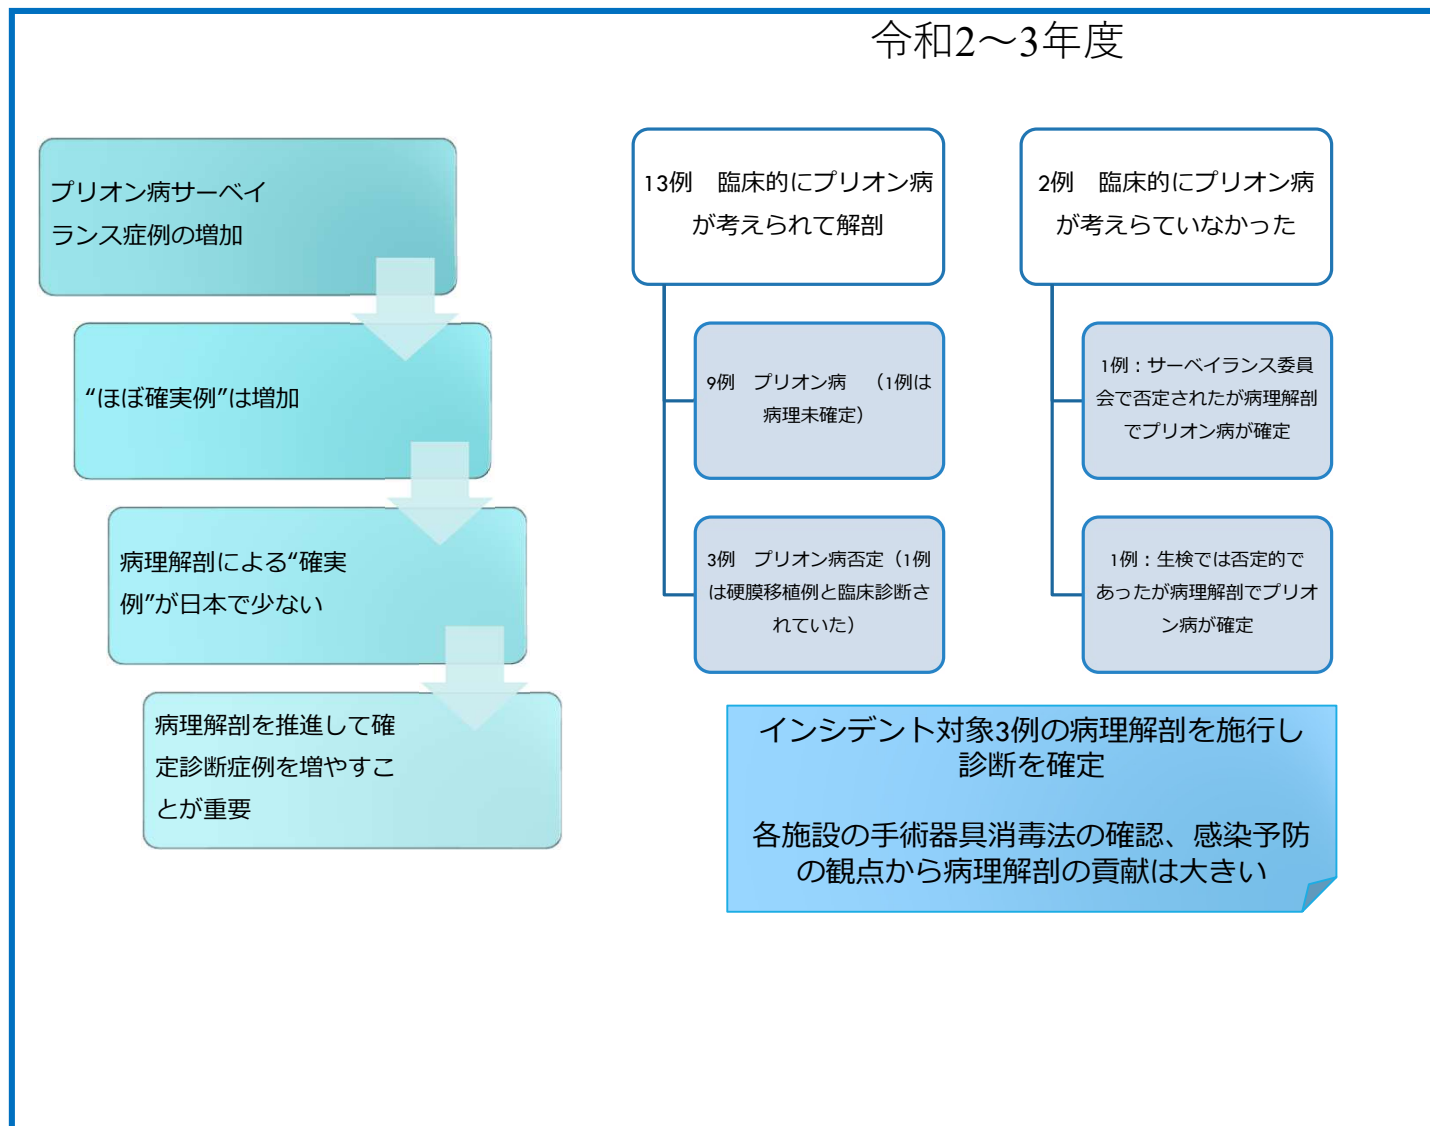 令和2～3年度
プリオン病サーベイ
ランス症例の増加
“ほぼ確実例”は増加
病理解剖による“確実
例”が日本で少ない
病理解剖を推進して確
定診断症例を増やすこ
とが重要
13例　臨床的にプリオン病
が考えられて解剖
9例　プリオン病　（1例は
病理未確定）
3例　プリオン病否定（1例
は硬膜移植例と臨床診断さ
れていた）
2例　臨床的にプリオン病
が考えらていなかった
1例：サーベイランス委員
会で否定されたが病理解剖
でプリオン病が確定
1例：生検では否定的で
あったが病理解剖でプリオ
ン病が確定
インシデント対象3例の病理解剖を施行し
診断を確定
各施設の手術器具消毒法の確認、感染予防
の観点から病理解剖の貢献は大きい